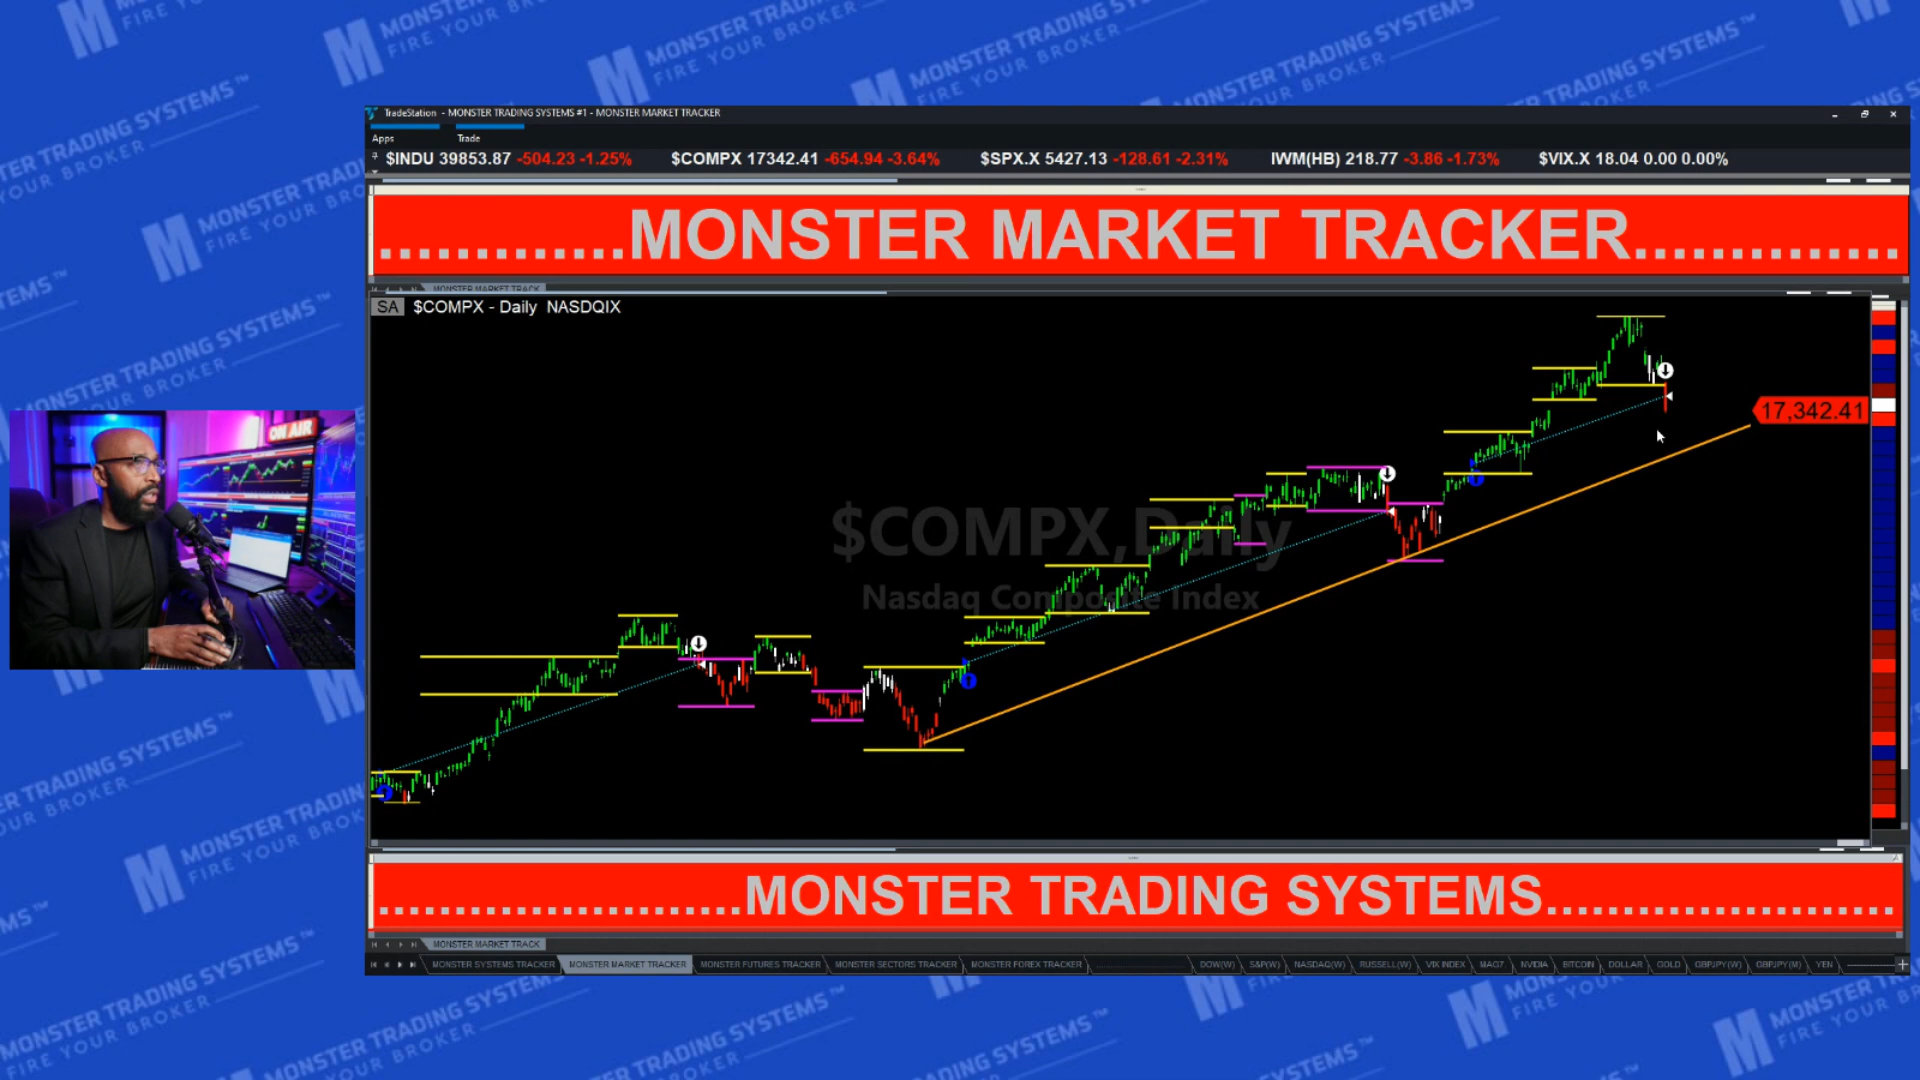 TradeStation - MONSTER TRADING SYSTEMS #1 - MONSTER MARKET TRACKER
Apps Trade
$INDU 39853.87 -504.23 -1.25% $COMPX 17342.41 -654.94 -3.64% $SPX.X 5427.13 -128.61 -2.31% IWM(HB) 218.77 -3.86 -1.73% $VIX.X 18.04 0.00 0.00%
.............MONSTER MARKET TRACKER..............
MONSTER MARKET TRACK
SA $COMPX - Daily NASDQIX
17,342.41
$COMPX,Daily
Nasdaq Composite Index
ON AIR
.......................MONSTER TRADING SYSTEMS......................
MONSTER MARKET TRACK
MONSTER SYSTEMS TRACKER MONSTER MARKET TRACKER MONSTER FUTURES TRACKER MONSTER SECTORS TRACKER MONSTER FOREX TRACKER DOW(W) S&P(W) NASDAQ(W) RUSSELL(W) VIX INDEX MAG7 NVIDIA BITCOIN DOLLAR GOLD GBPJPY(W) GBPJPY(M) YEN
MONSTER TRADING SYSTEMS™
FIRE YOUR BROKER